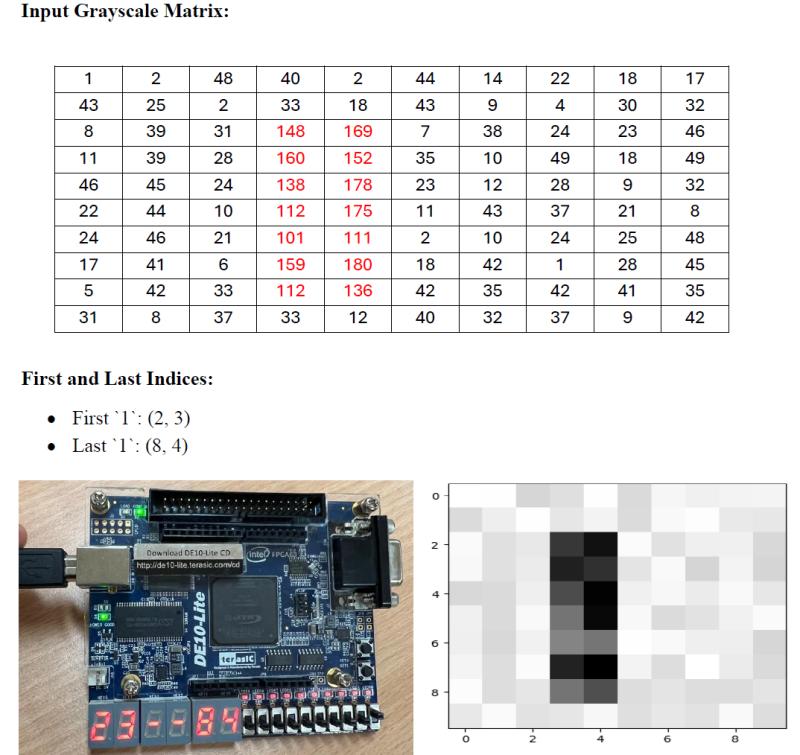 Input Grayscale Matrix:
1 2 48 40 2 44 14 22 18 17
43 25 2 33 18 43 9 4 30 32
8 39 31 148 169 7 38 24 23 46
11 39 28 160 152 35 10 49 18 49
46 45 24 138 178 23 12 28 9 32
22 44 10 112 175 11 43 37 21 8
24 46 21 101 111 2 10 24 25 48
17 41 6 159 180 18 42 1 28 45
5 42 33 112 136 42 35 42 41 35
31 8 37 33 12 40 32 37 9 42
First and Last Indices:
• First `1`: (2, 3)
• Last `1`: (8, 4)
Download DE10-Lite CD
http://de10-lite.terasic.com/cd
intel FPGA
DE10-Lite
terasIC
23--84
0
2
4
6
8
0 2 4 6 8